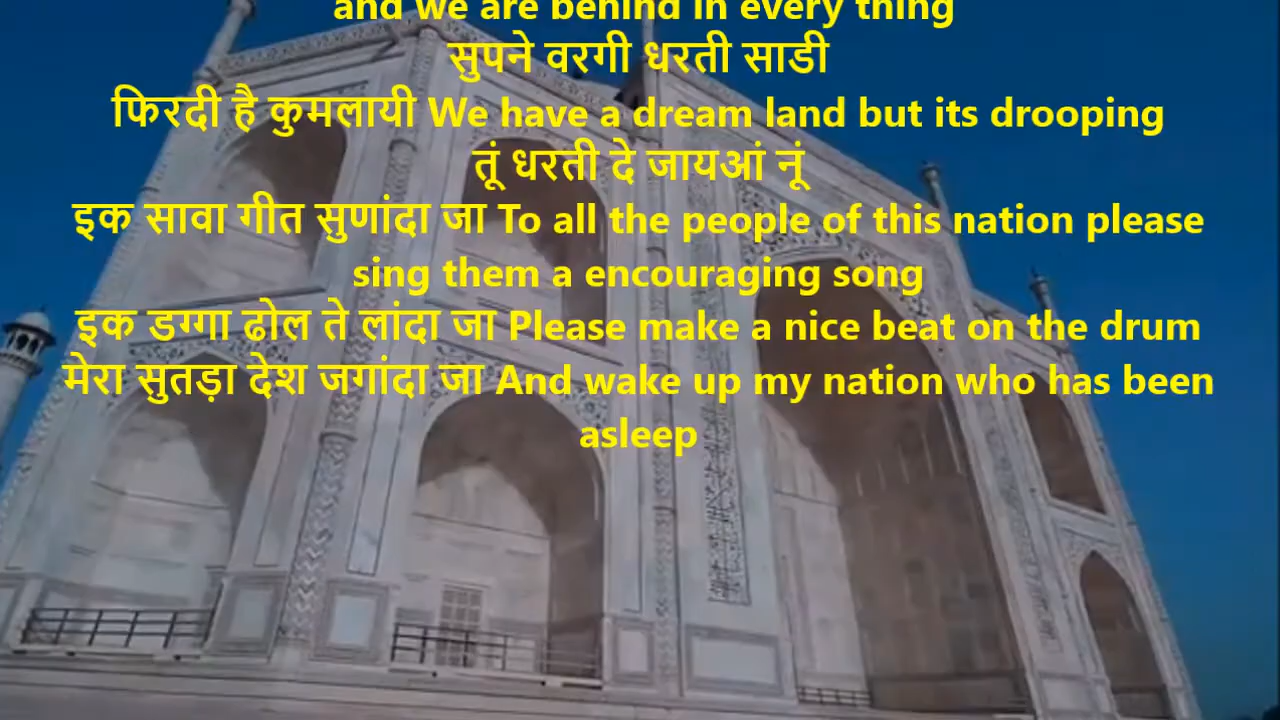 and we are behind in every thing
सुपने वरगी धरती साडी
फिरदी है कुमलायी We have a dream land but its drooping
तूं धरती दे जायआं नूं
इक सावा गीत सुणांदा जा To all the people of this nation please
sing them a encouraging song
इक डग्गा ढोल ते लांदा जा Please make a nice beat on the drum
मेरा सुतड़ा देश जगांदा जा And wake up my nation who has been
asleep